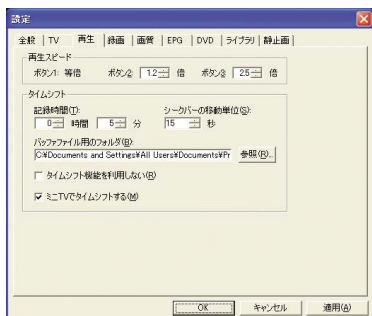 設定
全般 TV 再生 録画 画質 EPG DVD ライブラリ 静止画
再生スピード
ボタン1: 等倍 ボタン2: 1.2 倍 ボタン3: 2.5 倍
タイムシフト
記録時間(T): シークバーの移動単位(S):
0 時間 5 分 15 秒
バッファファイル用のフォルダ(B):
C:¥Documents and Settings¥All Users¥Documents¥Pr 参照(R)...
タイムシフト機能を利用しない(R)
ミニTVでタイムシフトする(M)
OK キャンセル 適用(A)